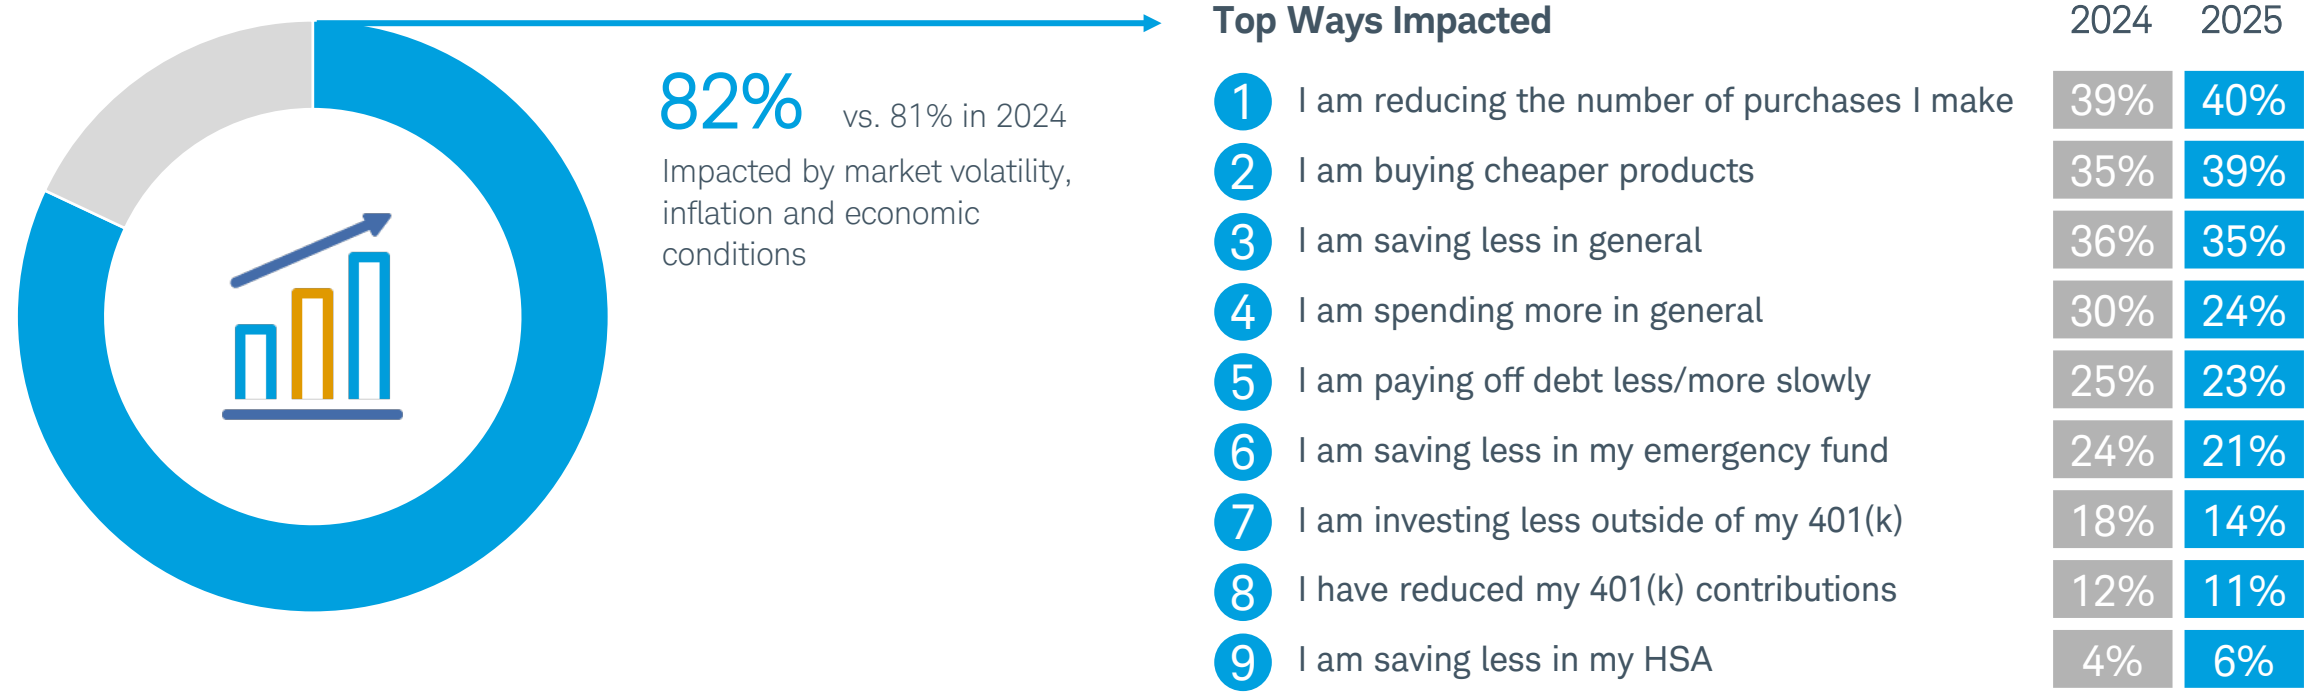 82% vs. 81% in 2024
Impacted by market volatility,
inflation and economic
conditions
Top Ways Impacted 2024 2025
1 I am reducing the number of purchases I make 39% 40%
2 I am buying cheaper products 35% 39%
3 I am saving less in general 36% 35%
4 I am spending more in general 30% 24%
5 I am paying off debt less/more slowly 25% 23%
6 I am saving less in my emergency fund 24% 21%
7 I am investing less outside of my 401(k) 18% 14%
8 I have reduced my 401(k) contributions 12% 11%
9 I am saving less in my HSA 4% 6%